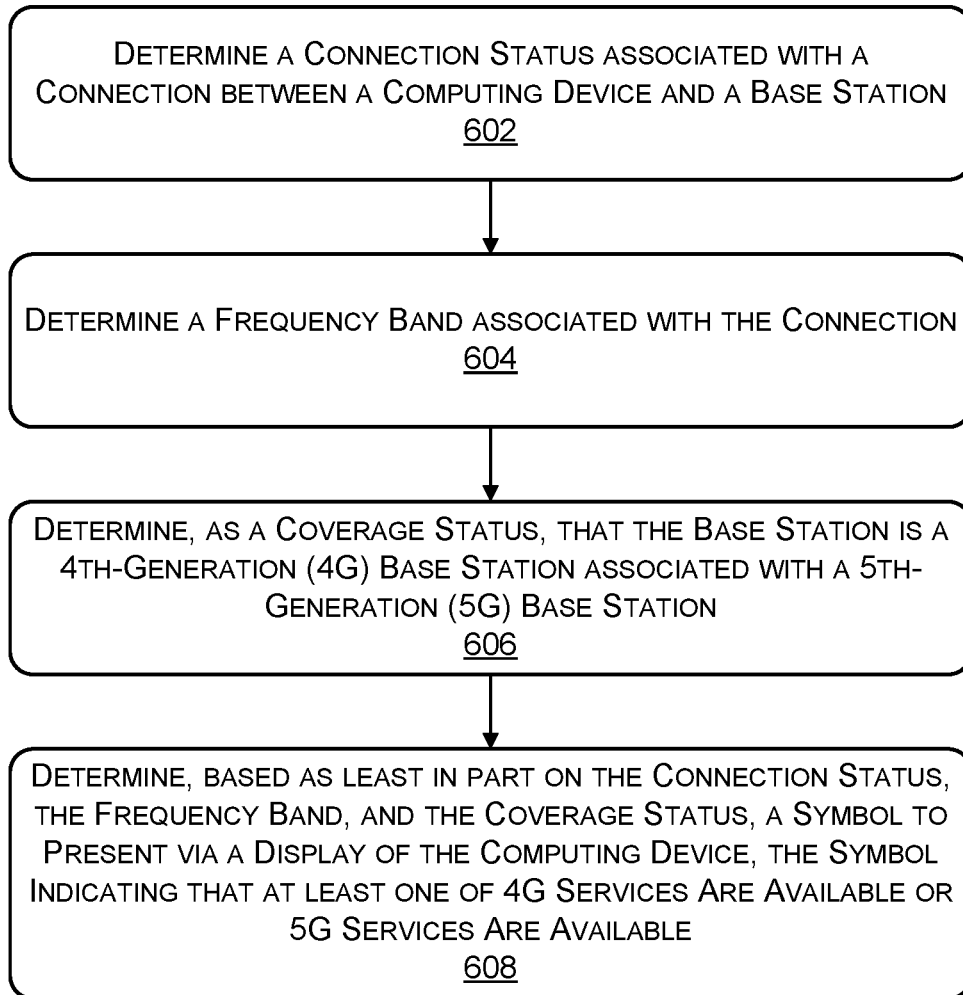 DETERMINE A CONNECTION STATUS ASSOCIATED WITH A
CONNECTION BETWEEN A COMPUTING DEVICE AND A BASE STATION
602
DETERMINE A FREQUENCY BAND ASSOCIATED WITH THE CONNECTION
604
DETERMINE, AS A COVERAGE STATUS, THAT THE BASE STATION IS A
4TH-GENERATION (4G) BASE STATION ASSOCIATED WITH A 5TH-
GENERATION (5G) BASE STATION
606
DETERMINE, BASED AS LEAST IN PART ON THE CONNECTION STATUS,
THE FREQUENCY BAND, AND THE COVERAGE STATUS, A SYMBOL TO
PRESENT VIA A DISPLAY OF THE COMPUTING DEVICE, THE SYMBOL
INDICATING THAT AT LEAST ONE OF 4G SERVICES ARE AVAILABLE OR
5G SERVICES ARE AVAILABLE
608